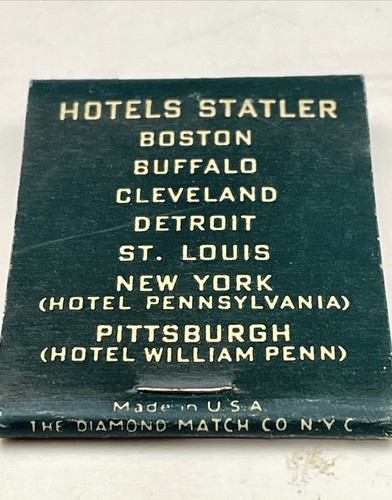 HOTELS STATLER
BOSTON
BUFFALO
CLEVELAND
DETROIT
ST. LOUIS
NEW YORK
(HOTEL PENNSYLVANIA)
PITTSBURGH
(HOTEL WILLIAM PENN)
Made in U.S.A.
THE DIAMOND MATCH CO N.Y.C